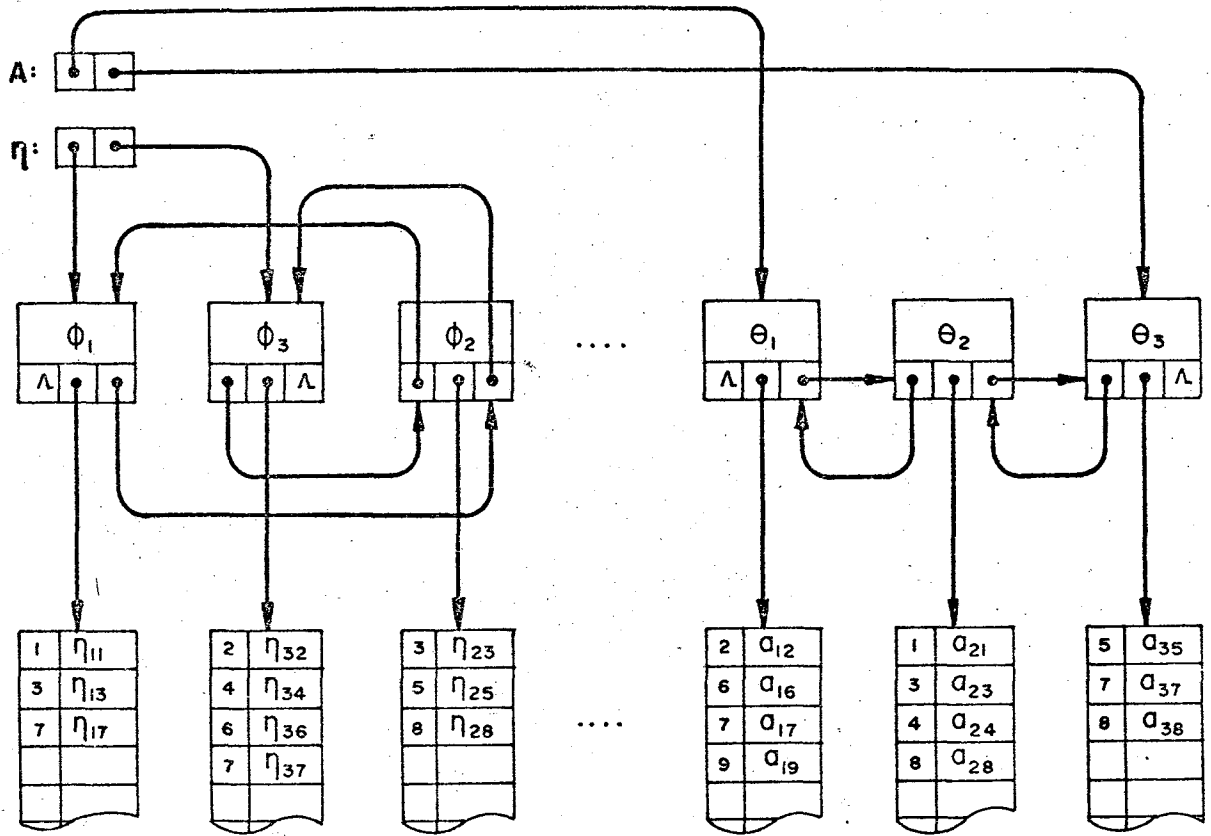 A:
η:
ϕ₁ ϕ₃ ϕ₂ .... θ₁ θ₂ θ₃
Λ Λ Λ Λ
1 η₁₁ 2 η₃₂ 3 η₂₃ 2 a₁₂ 1 a₂₁ 5 a₃₅
3 η₁₃ 4 η₃₄ 5 η₂₅ 6 a₁₆ 3 a₂₃ 7 a₃₇
7 η₁₇ 6 η₃₆ 8 η₂₈ .... 7 a₁₇ 4 a₂₄ 8 a₃₈
7 η₃₇ 9 a₁₉ 8 a₂₈